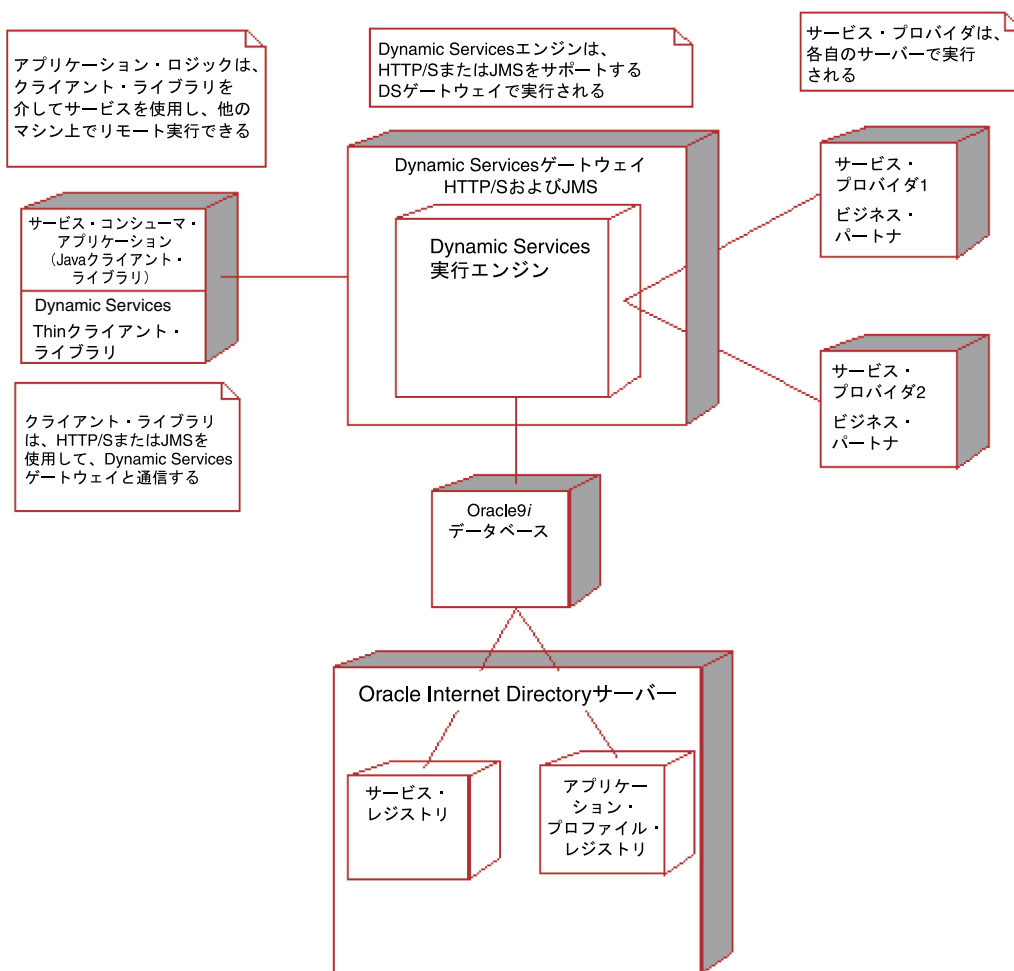 アプリケーション・ロジックは、
クライアント・ライブラリを
介してサービスを使用し、他の
マシン上でリモート実行できる
Dynamic Servicesエンジンは、
HTTP/SまたはJMSをサポートする
DSゲートウェイで実行される
サービス・プロバイダは、
各自のサーバーで実行
される
サービス・コンシューマ・
アプリケーション
（Javaクライアント・
ライブラリ）
Dynamic Services
Thinクライアント・
ライブラリ
Dynamic Servicesゲートウェイ
HTTP/SおよびJMS
Dynamic Services
実行エンジン
サービス・
プロバイダ1
ビジネス・
パートナ
サービス・
プロバイダ2
ビジネス・
パートナ
クライアント・ライブラリ
は、HTTP/SまたはJMSを
使用して、Dynamic Services
ゲートウェイと通信する
Oracle9i
データベース
Oracle Internet Directoryサーバー
サービス・
レジストリ
アプリケー
ション・
プロファイル・
レジストリ